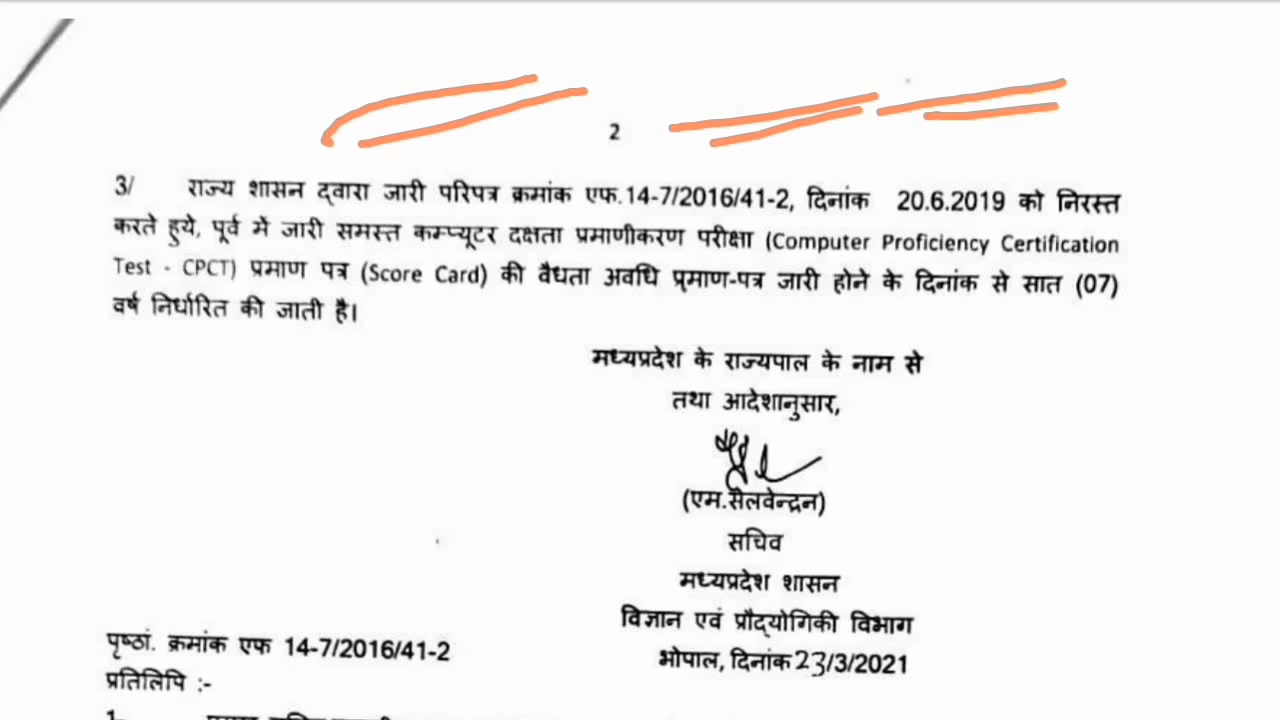 2
3/ राज्य शासन द्वारा जारी परिपत्र क्रमांक एफ.14-7/2016/41-2, दिनांक 20.6.2019 को निरस्त
करते हुये, पूर्व में जारी समस्त कम्प्यूटर दक्षता प्रमाणीकरण परीक्षा (Computer Proficiency Certification
Test - CPCT) प्रमाण पत्र (Score Card) की वैधता अवधि प्रमाण-पत्र जारी होने के दिनांक से सात (07)
वर्ष निर्धारित की जाती है।
मध्यप्रदेश के राज्यपाल के नाम से
तथा आदेशानुसार,
(एम.सैलवेन्द्रन)
सचिव
मध्यप्रदेश शासन
विज्ञान एवं प्रौद्योगिकी विभाग
पृष्ठां. क्रमांक एफ 14-7/2016/41-2
भोपाल, दिनांक 23/3/2021
प्रतिलिपि :-
1-